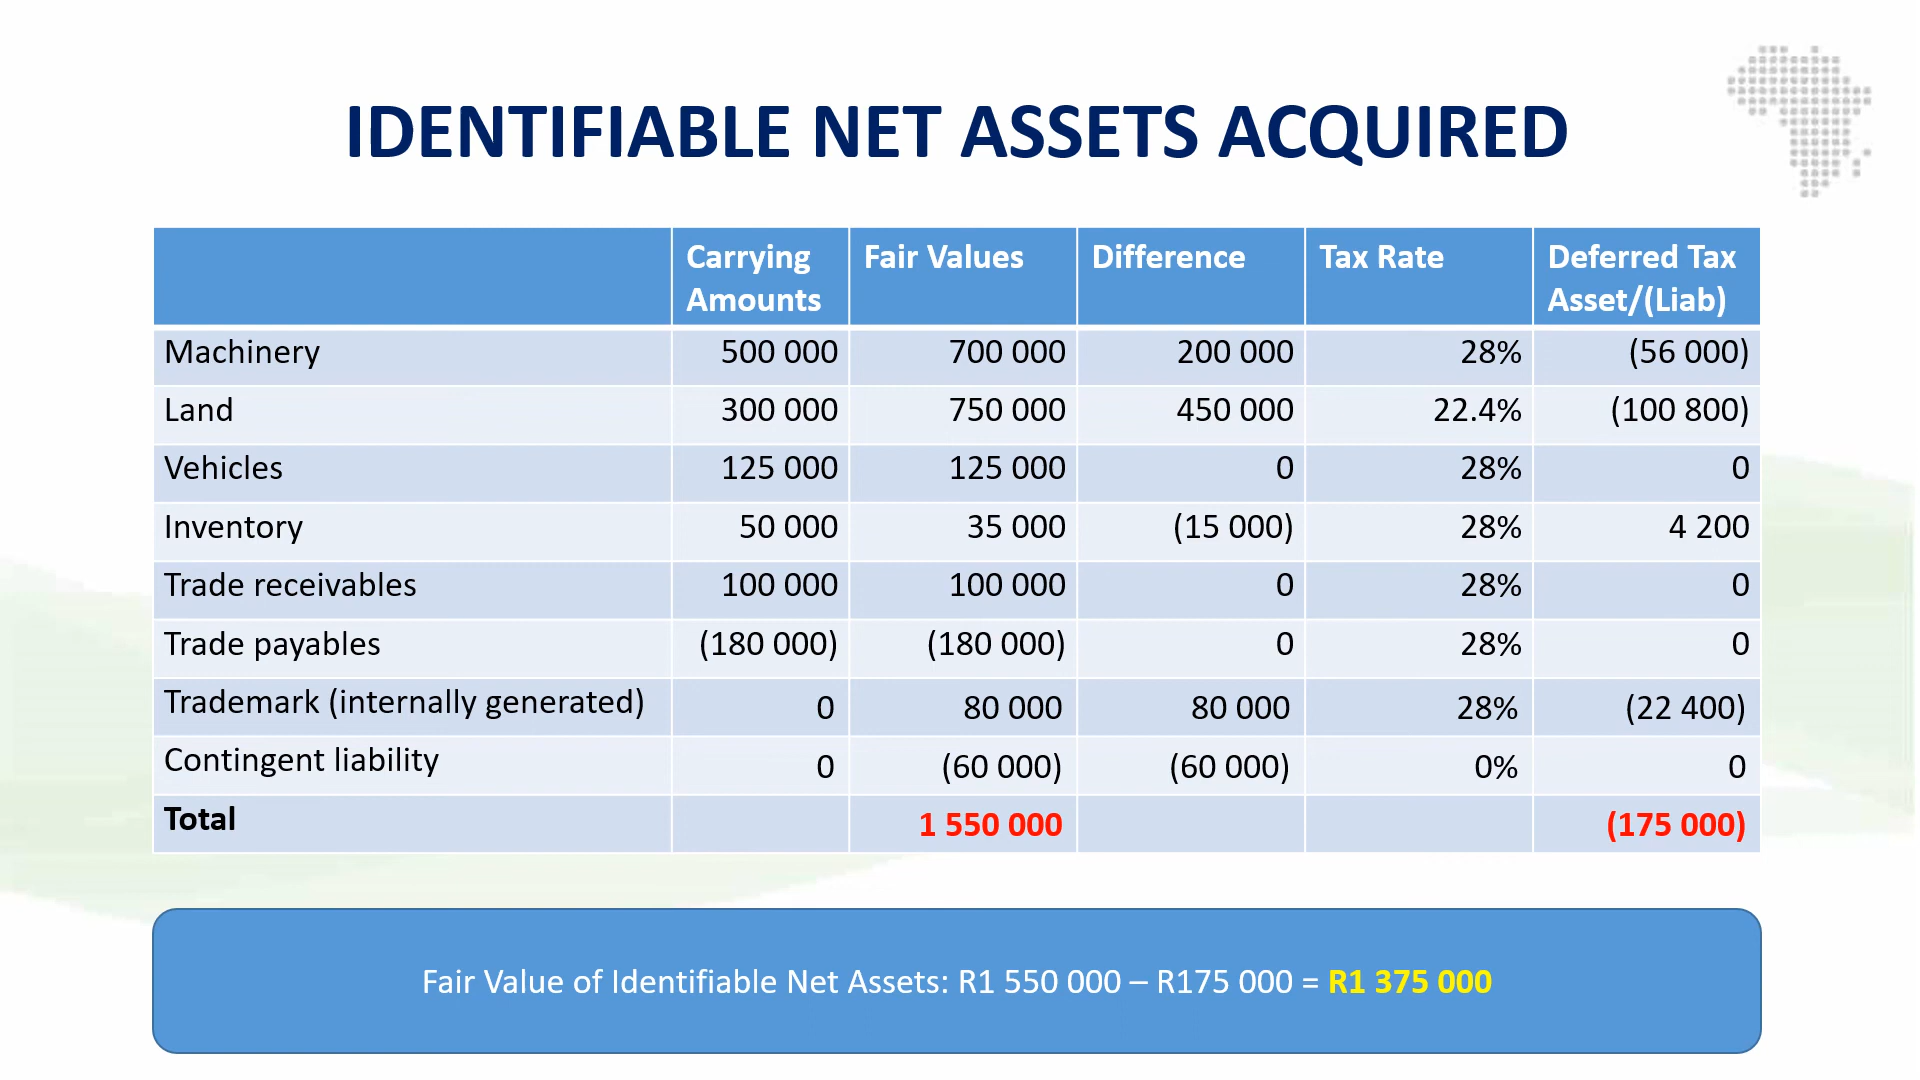 IDENTIFIABLE NET ASSETS ACQUIRED
Carrying Amounts Fair Values Difference Tax Rate Deferred Tax Asset/(Liab)
Machinery 500 000 700 000 200 000 28% (56 000)
Land 300 000 750 000 450 000 22.4% (100 800)
Vehicles 125 000 125 000 0 28% 0
Inventory 50 000 35 000 (15 000) 28% 4 200
Trade receivables 100 000 100 000 0 28% 0
Trade payables (180 000) (180 000) 0 28% 0
Trademark (internally generated) 0 80 000 80 000 28% (22 400)
Contingent liability 0 (60 000) (60 000) 0% 0
Total 1 550 000 (175 000)
Fair Value of Identifiable Net Assets: R1 550 000 – R175 000 = R1 375 000